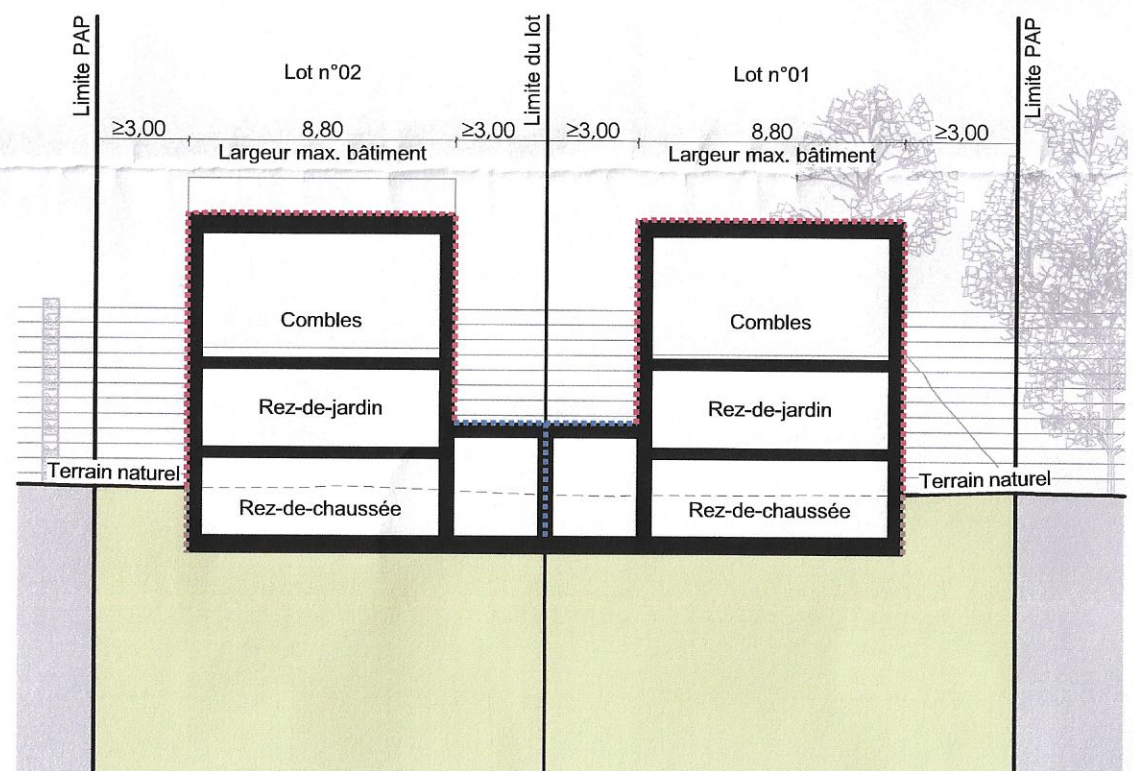 Limite PAP
Lot n°02
Limite du lot
Lot n°01
Limite PAP
≥3,00
8,80
≥3,00
≥3,00
8,80
≥3,00
Largeur max. bâtiment
Largeur max. bâtiment
Combles
Combles
Rez-de-jardin
Rez-de-jardin
Terrain naturel
Terrain naturel
Rez-de-chaussée
Rez-de-chaussée